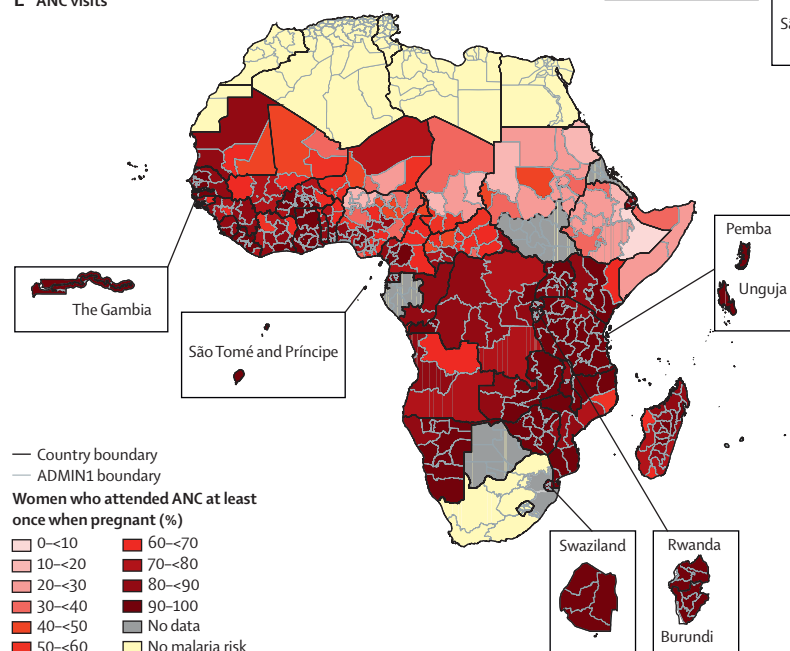 E ANC visits
Pemba
Unguja
The Gambia
São Tomé and Príncipe
Country boundary
ADMIN1 boundary
Women who attended ANC at least
once when pregnant (%)
0–<10
10–<20
20–<30
30–<40
40–<50
50–<60
60–<70
70–<80
80–<90
90–100
No data
No malaria risk
Swaziland
Rwanda
Burundi